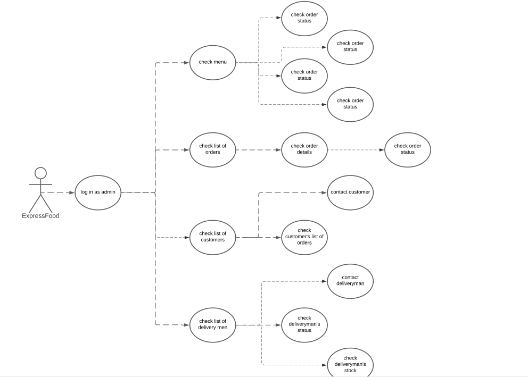 check order
status
check order
status
check menu
check order
status
check order
status
check list of
orders
check order
details
check order
status
ExpressFood
log in as admin
contact customer
check list of
customers
check
customer's list of
orders
contact
deliveryman
check list of
delivery men
check
deliveryman's
status
check
deliveryman's
stock